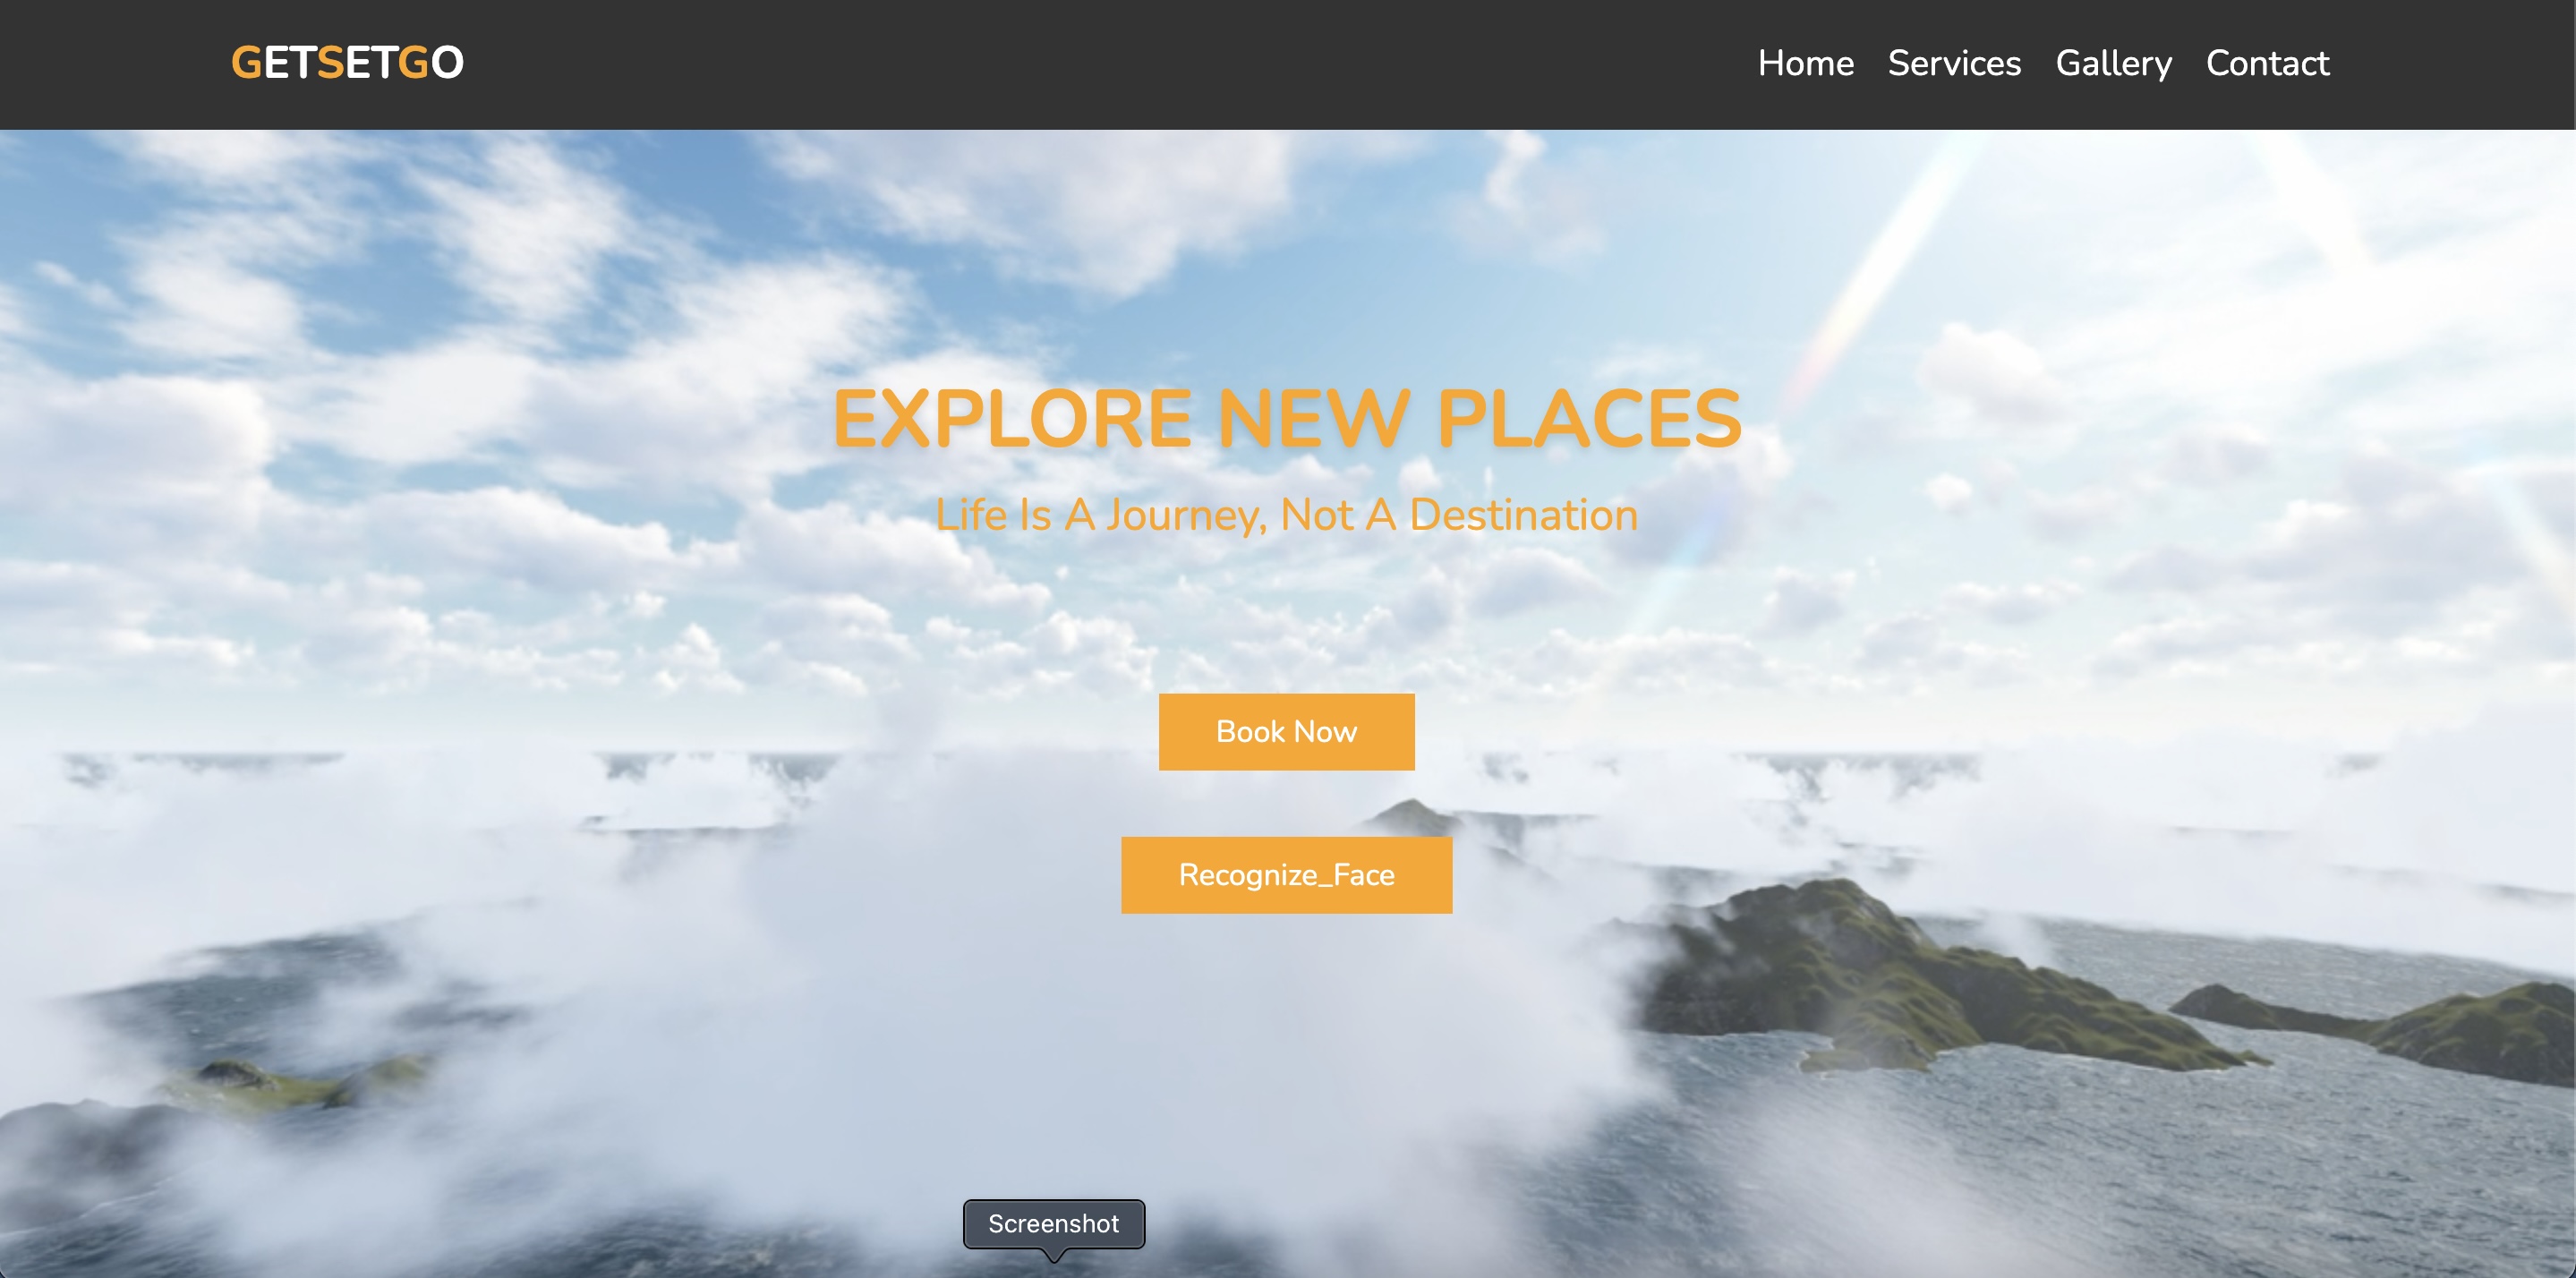 GETSETGO
Home Services Gallery Contact
EXPLORE NEW PLACES
Life Is A Journey, Not A Destination
Book Now
Recognize_Face
Screenshot